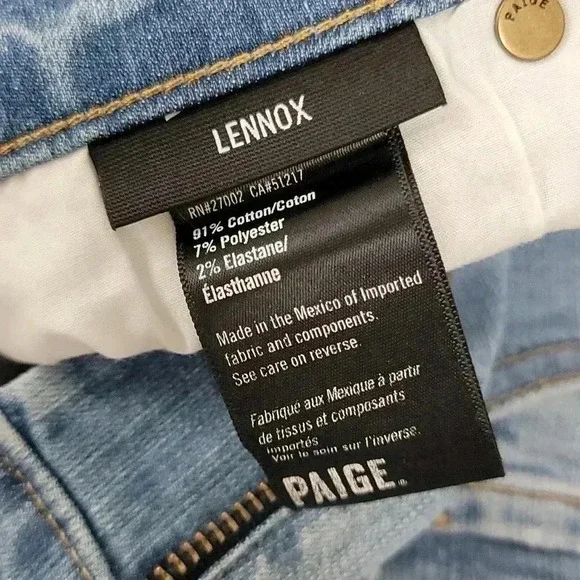 PAIGE
LENNOX
RN#27002 CA#51217
91% Cotton/Coton
7% Polyester
2% Elastane/
Élasthanne
Made in the Mexico of Imported
fabric and components.
See care on reverse.
Fabriqué aux Mexique à partir
de tissus et composants
importés
Voir le soin sur l'inverse.
PAIGE®